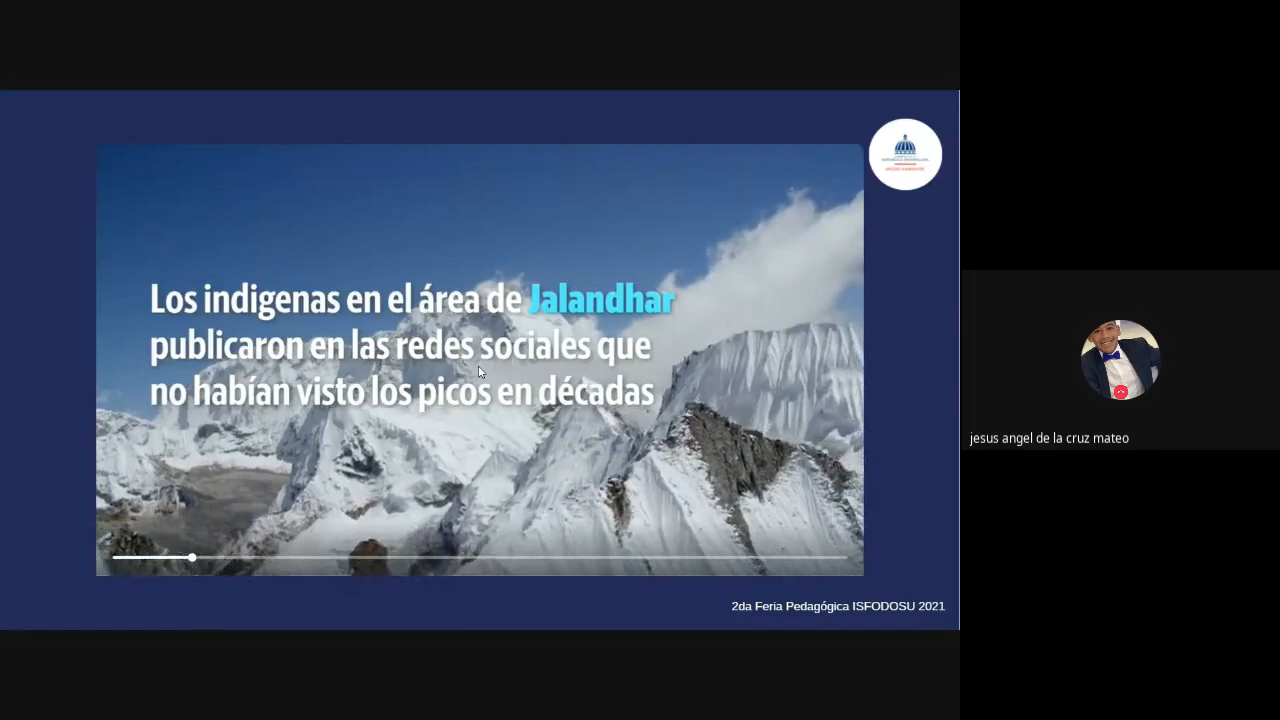 Los indigenas en el área de Jalandhar
publicaron en las redes sociales que
no habían visto los picos en décadas
2da Feria Pedagógica ISFODOSU 2021
jesus angel de la cruz mateo